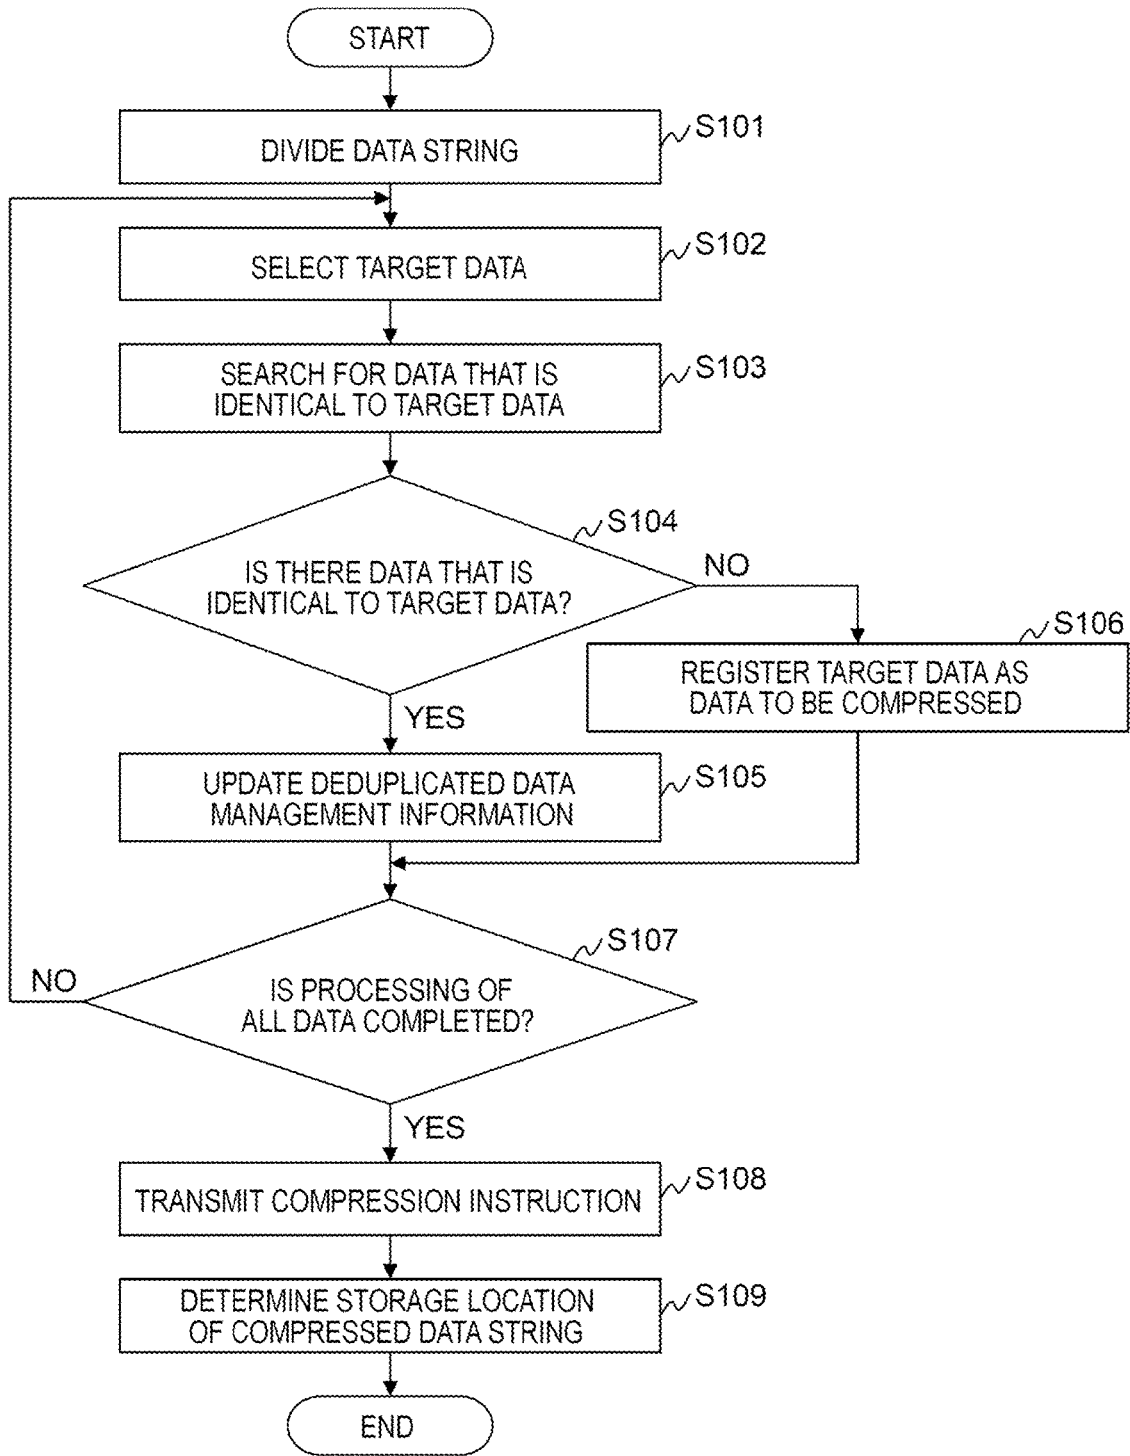 START
DIVIDE DATA STRING
S101
SELECT TARGET DATA
S102
SEARCH FOR DATA THAT IS
IDENTICAL TO TARGET DATA
S103
IS THERE DATA THAT IS
IDENTICAL TO TARGET DATA?
S104
NO
S106
REGISTER TARGET DATA AS
DATA TO BE COMPRESSED
YES
UPDATE DEDUPLICATED DATA
MANAGEMENT INFORMATION
S105
S107
NO
IS PROCESSING OF
ALL DATA COMPLETED?
YES
TRANSMIT COMPRESSION INSTRUCTION
S108
DETERMINE STORAGE LOCATION
OF COMPRESSED DATA STRING
S109
END